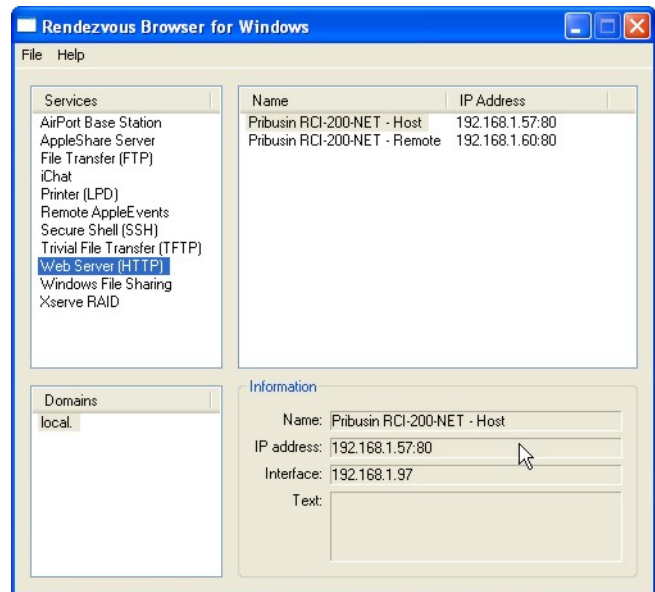 Rendezvous Browser for Windows
File Help
Services
AirPort Base Station
AppleShare Server
File Transfer (FTP)
iChat
Printer (LPD)
Remote AppleEvents
Secure Shell (SSH)
Trivial File Transfer (TFTP)
Web Server (HTTP)
Windows File Sharing
Xserve RAID
Name IP Address
Pribusin RCI-200-NET - Host 192.168.1.57:80
Pribusin RCI-200-NET - Remote 192.168.1.60:80
Domains
local.
Information
Name: Pribusin RCI-200-NET - Host
IP address: 192.168.1.57:80
Interface: 192.168.1.97
Text: